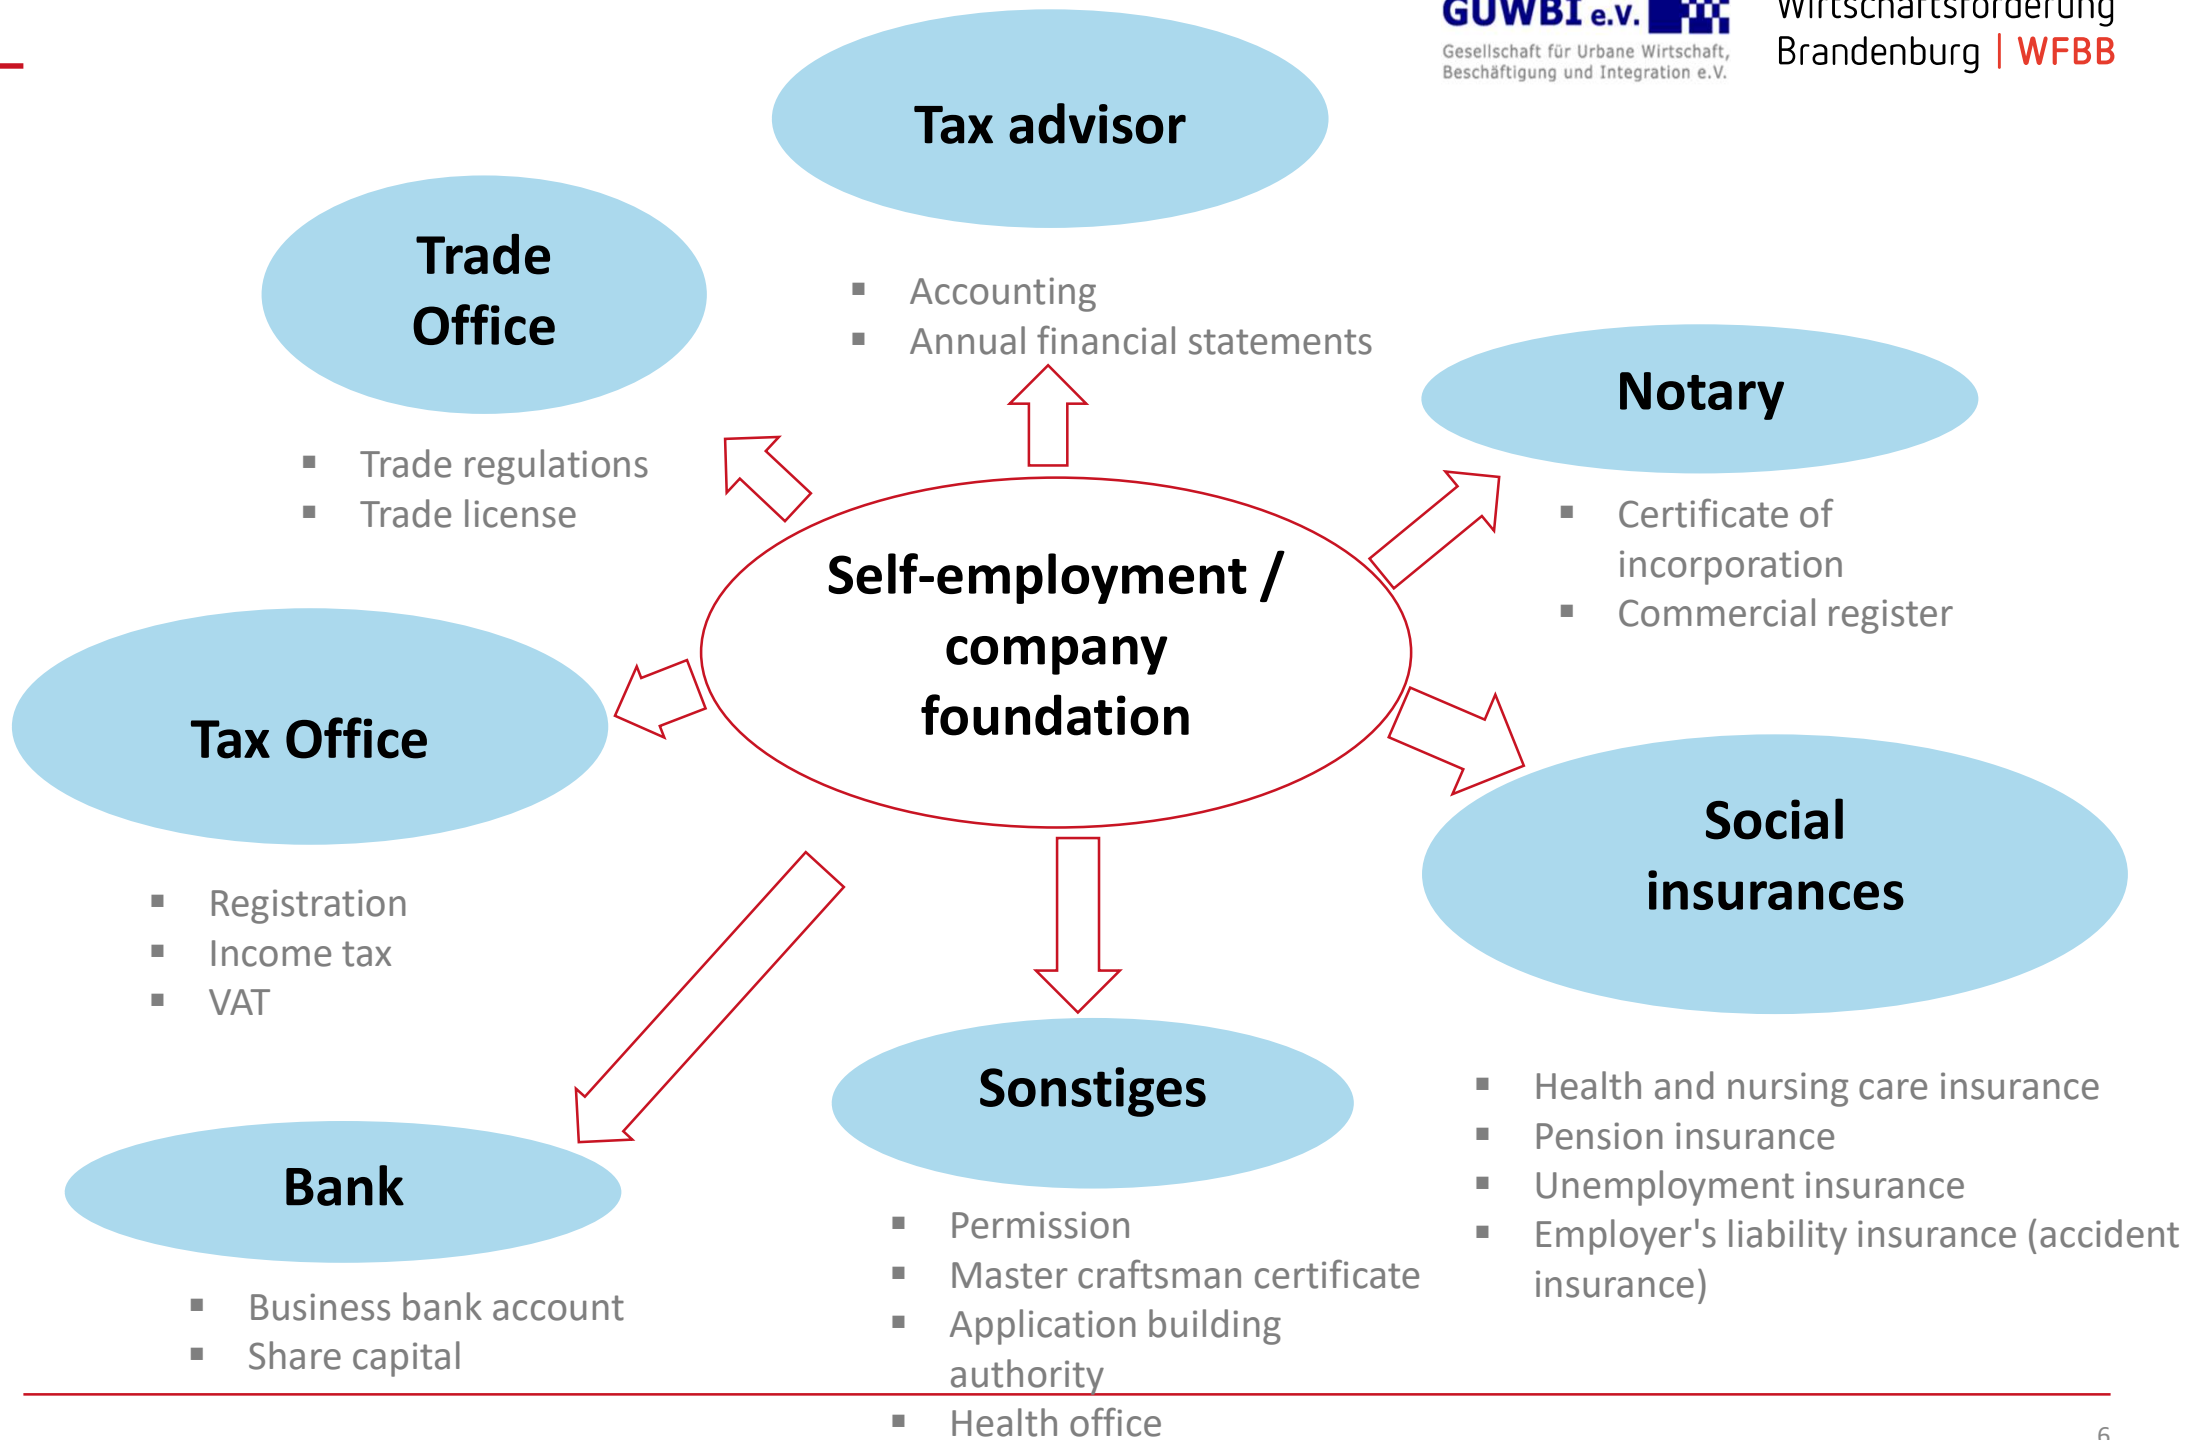 GUWBI e.V.
Gesellschaft für Urbane Wirtschaft,
Beschäftigung und Integration e.V.
Wirtschaftsförderung
Brandenburg | WFBB
Tax advisor
▪ Accounting
▪ Annual financial statements
Trade
Office
▪ Trade regulations
▪ Trade license
Notary
▪ Certificate of
incorporation
▪ Commercial register
Self-employment /
company
foundation
Tax Office
▪ Registration
▪ Income tax
▪ VAT
Social
insurances
▪ Health and nursing care insurance
▪ Pension insurance
▪ Unemployment insurance
▪ Employer's liability insurance (accident
insurance)
Bank
▪ Business bank account
▪ Share capital
Sonstiges
▪ Permission
▪ Master craftsman certificate
▪ Application building
authority
▪ Health office
6